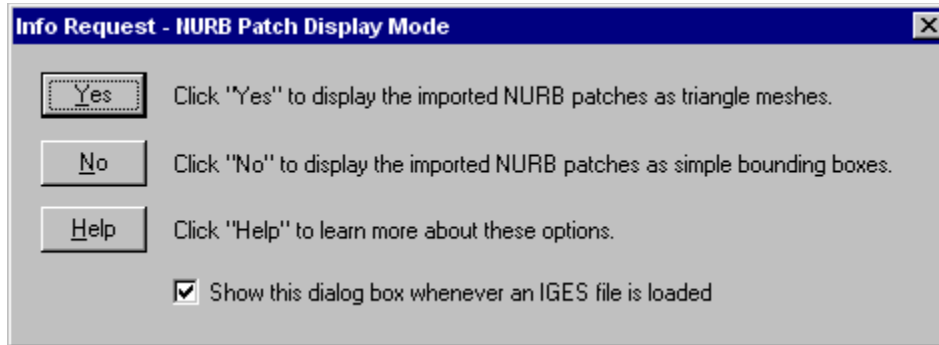 Info Request - NURB Patch Display Mode
Yes Click "Yes" to display the imported NURB patches as triangle meshes.
No Click "No" to display the imported NURB patches as simple bounding boxes.
Help Click "Help" to learn more about these options.
Show this dialog box whenever an IGES file is loaded